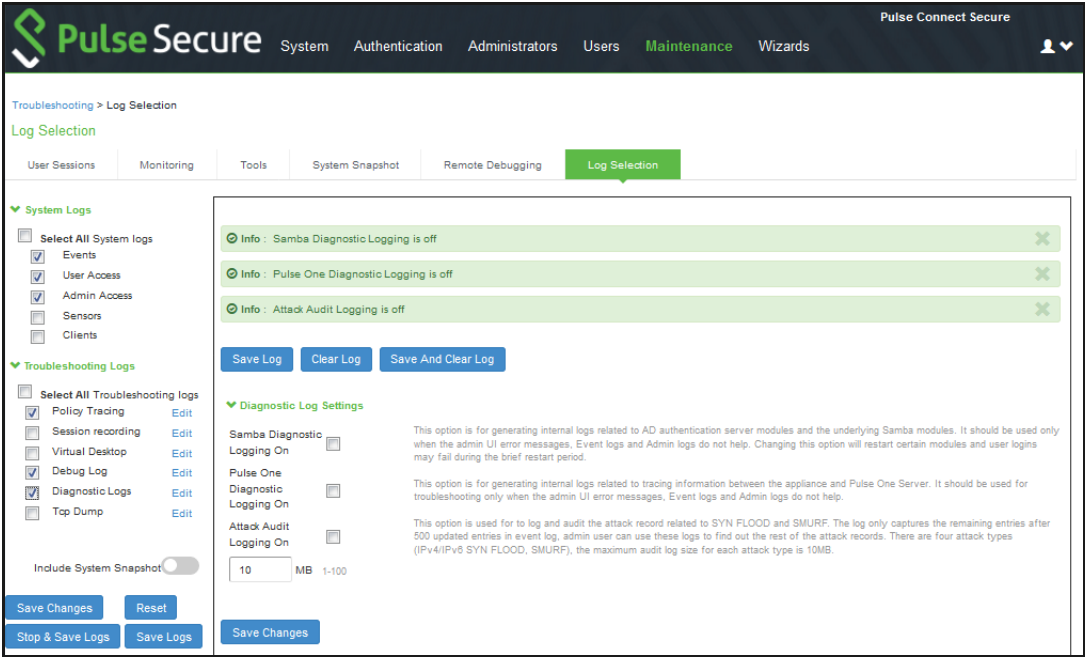 Pulse Connect Secure
Pulse Secure
System Authentication Administrators Users Maintenance Wizards
Troubleshooting > Log Selection
Log Selection
User Sessions Monitoring Tools System Snapshot Remote Debugging Log Selection
System Logs
Select All System logs
Events
User Access
Admin Access
Sensors
Clients
Troubleshooting Logs
Select All Troubleshooting logs
Policy Tracing Edit
Session recording Edit
Virtual Desktop Edit
Debug Log Edit
Diagnostic Logs Edit
Tcp Dump Edit
Include System Snapshot
Save Changes Reset
Stop & Save Logs Save Logs
Info : Samba Diagnostic Logging is off
Info : Pulse One Diagnostic Logging is off
Info : Attack Audit Logging is off
Save Log Clear Log Save And Clear Log
Diagnostic Log Settings
Samba Diagnostic
Logging On
This option is for generating internal logs related to AD authentication server modules and the underlying Samba modules. It should be used only
when the admin UI error messages, Event logs and Admin logs do not help. Changing this option will restart certain modules and user logins
may fail during the brief restart period.
Pulse One
Diagnostic
Logging On
This option is for generating internal logs related to tracing information between the appliance and Pulse One Server. It should be used for
troubleshooting only when the admin UI error messages, Event logs and Admin logs do not help.
Attack Audit
Logging On
This option is used for to log and audit the attack record related to SYN FLOOD and SMURF. The log only captures the remaining entries after
500 updated entries in event log, admin user can use these logs to find out the rest of the attack records. There are four attack types
(IPv4/IPv6 SYN FLOOD, SMURF), the maximum audit log size for each attack type is 10MB.
10 MB 1-100
Save Changes